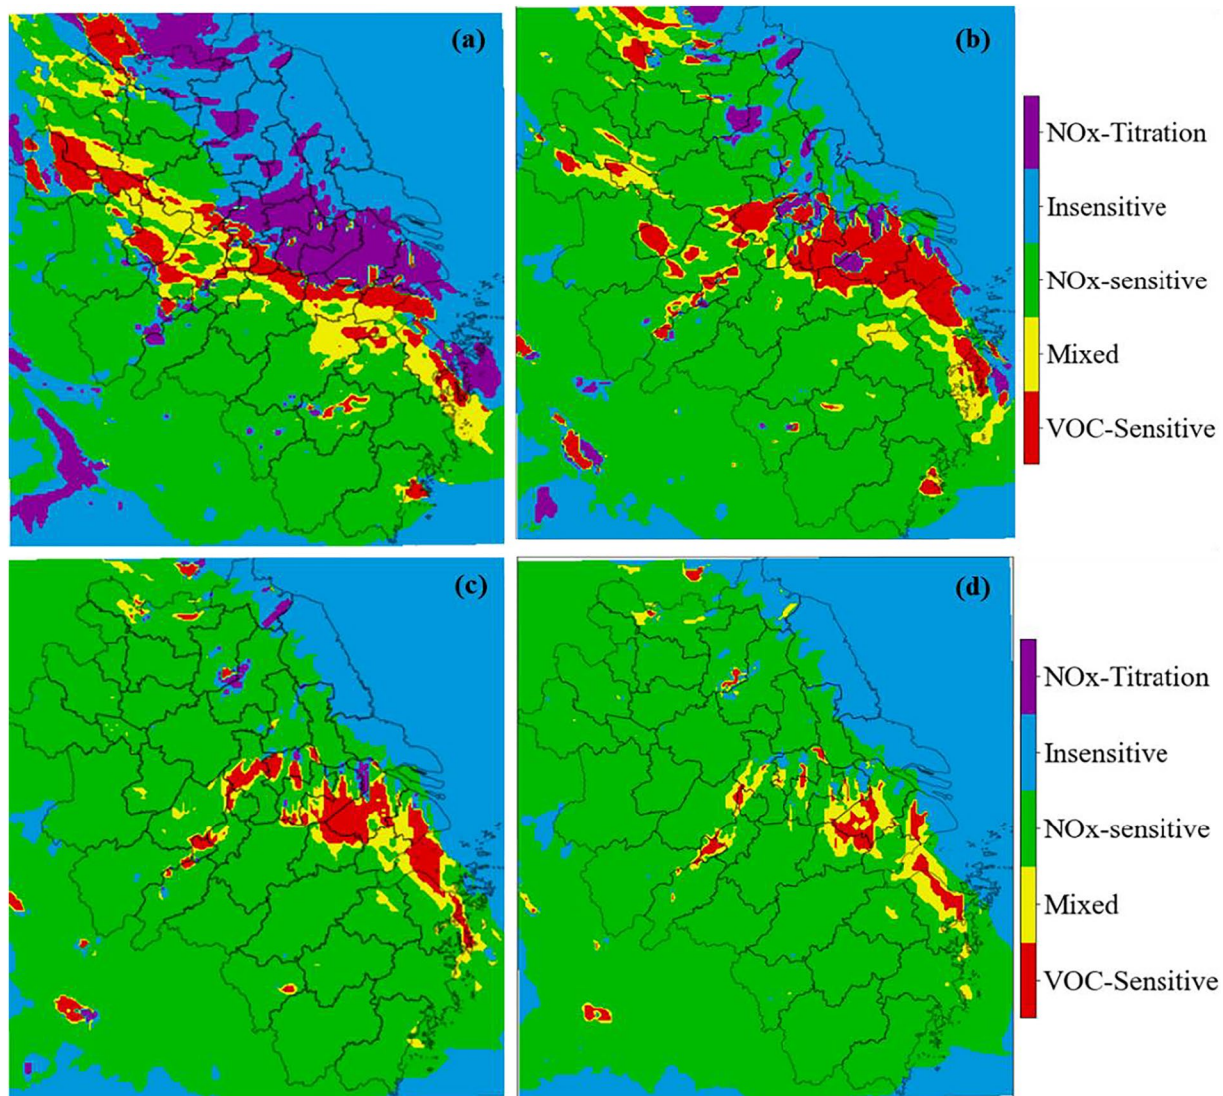 (a)
(b)
NOx-Titration
Insensitive
NOx-sensitive
Mixed
VOC-Sensitive
(c)
(d)
NOx-Titration
Insensitive
NOx-sensitive
Mixed
VOC-Sensitive